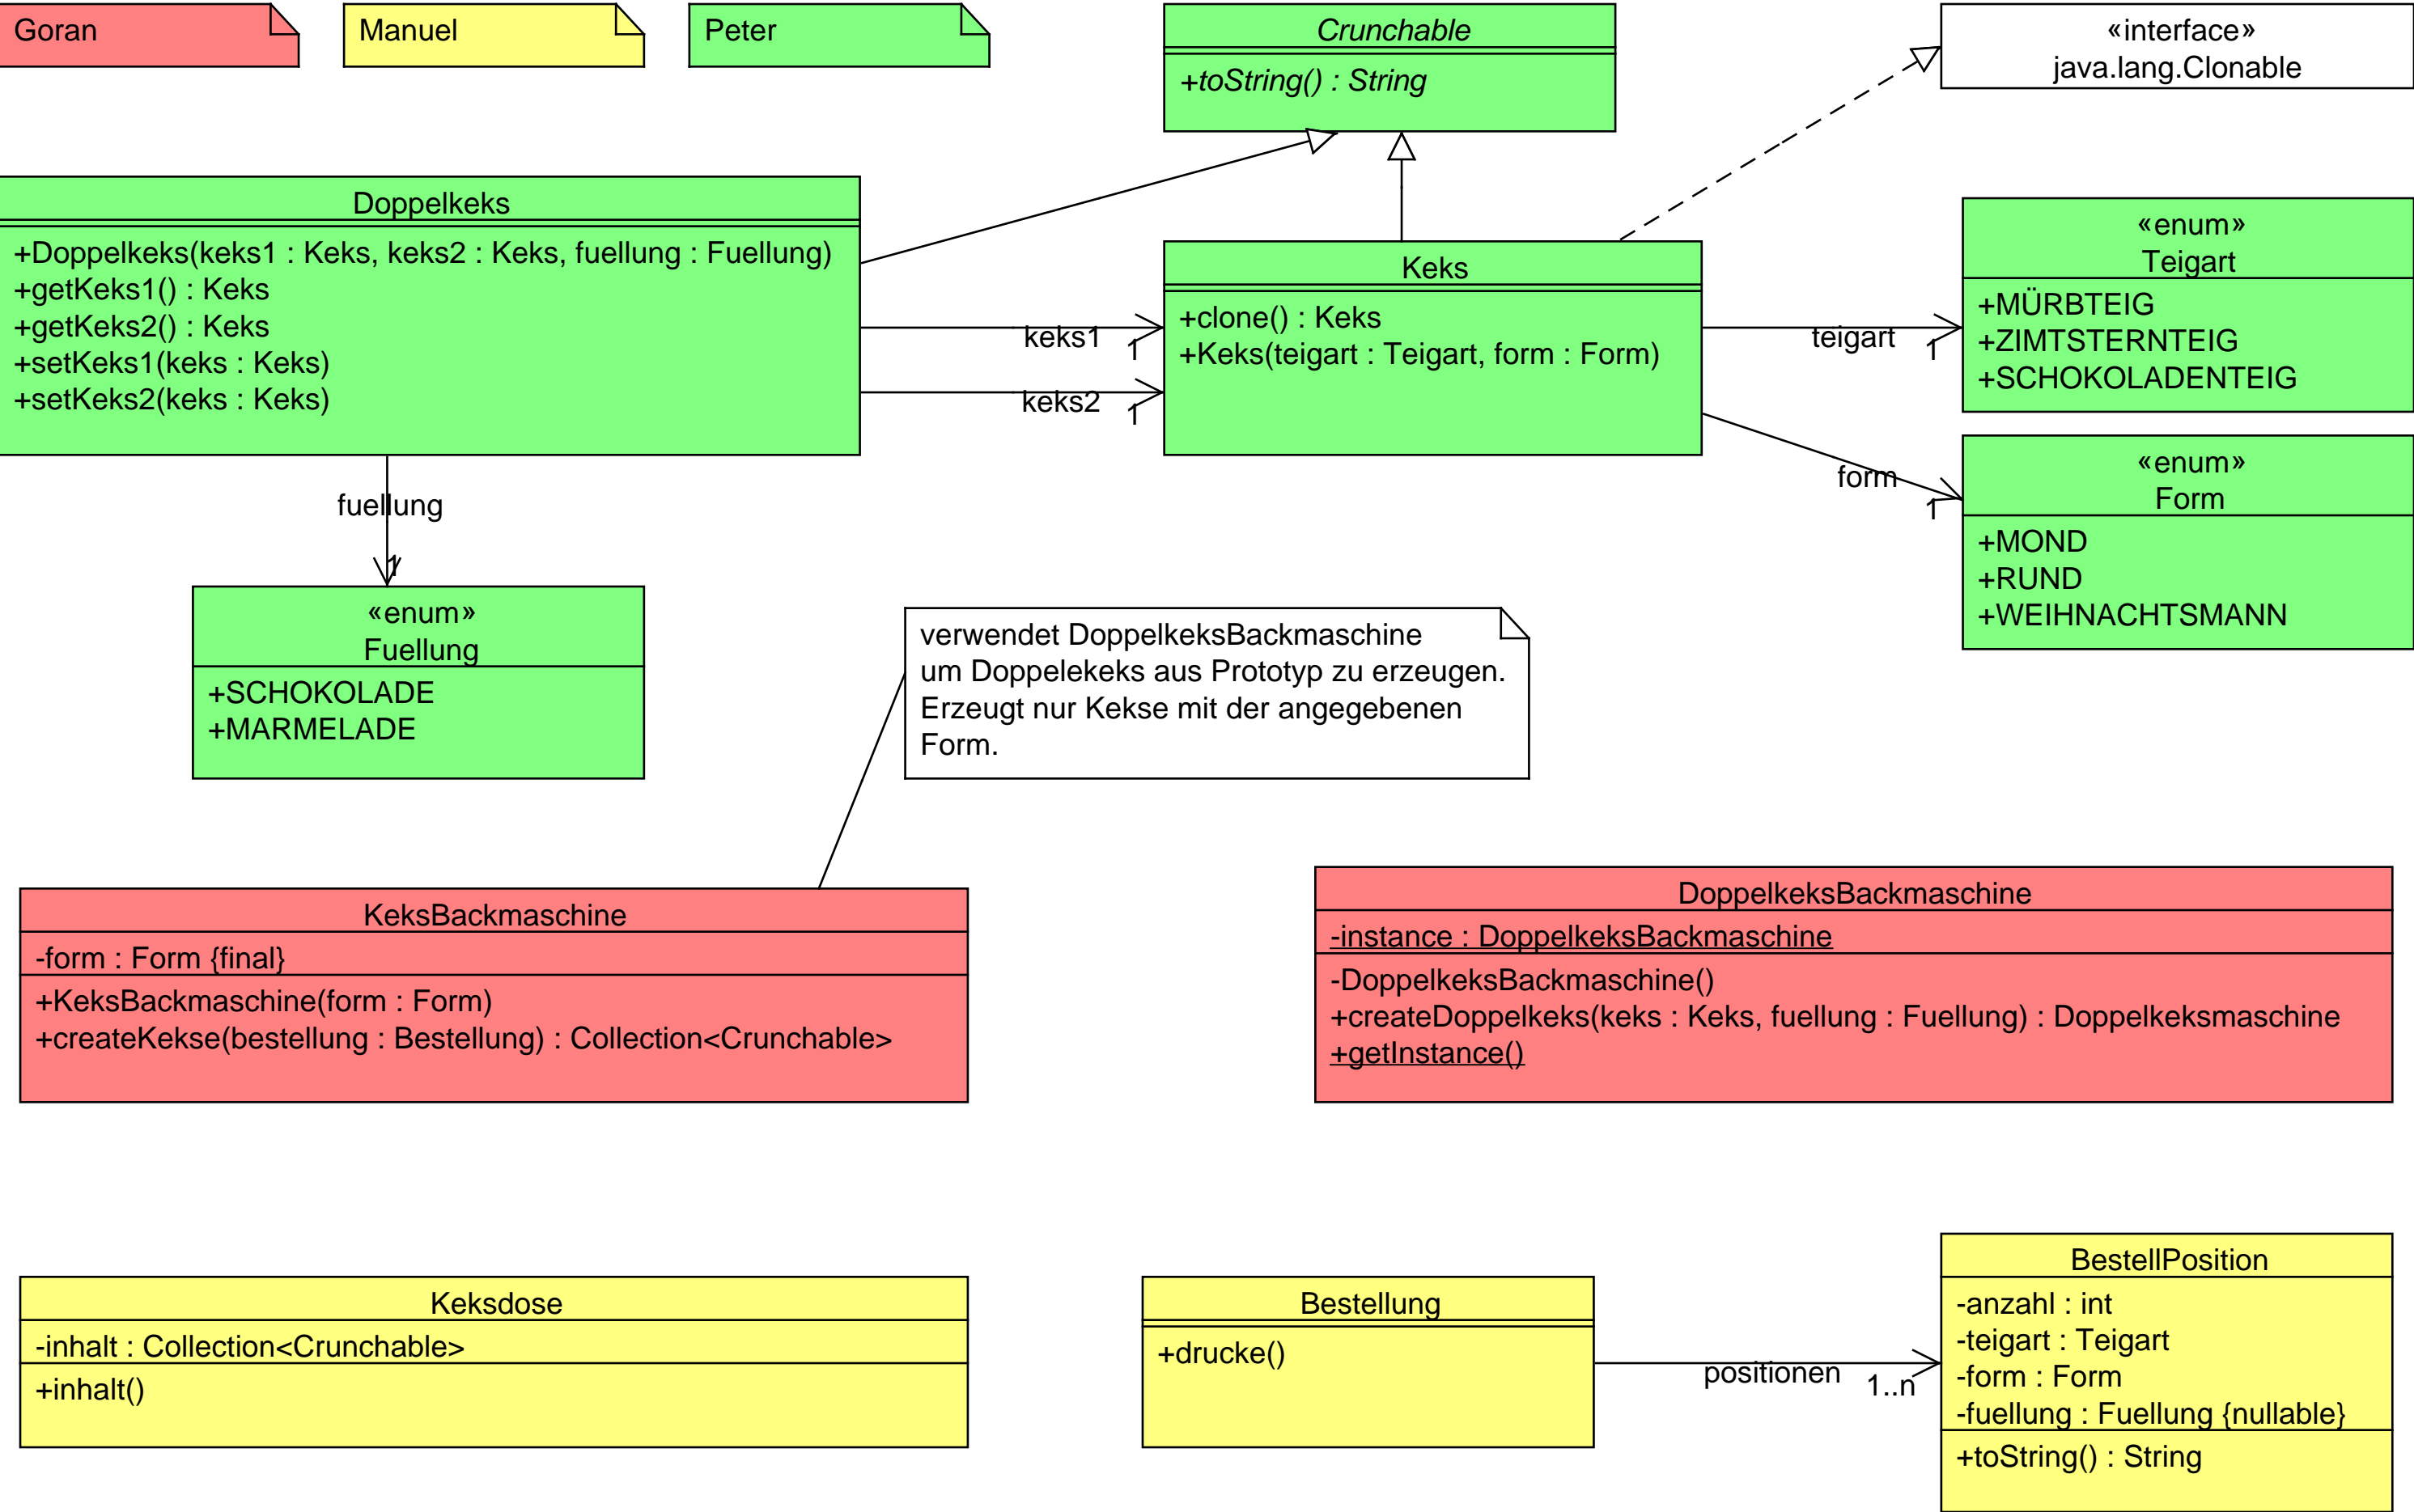 Goran
Manuel
Peter
Crunchable
+toString() : String
«interface»
java.lang.Clonable
Doppelkeks
+Doppelkeks(keks1 : Keks, keks2 : Keks, fuellung : Fuellung)
+getKeks1() : Keks
+getKeks2() : Keks
+setKeks1(keks : Keks)
+setKeks2(keks : Keks)
keks1
1
keks2
1
Keks
+clone() : Keks
+Keks(teigart : Teigart, form : Form)
teigart
1
«enum»
Teigart
+MÜRBTEIG
+ZIMTSTERNTEIG
+SCHOKOLADENTEIG
form
1
«enum»
Form
+MOND
+RUND
+WEIHNACHTSMANN
fuellung
1
«enum»
Fuellung
+SCHOKOLADE
+MARMELADE
verwendet DoppelkeksBackmaschine
um Doppelekeks aus Prototyp zu erzeugen.
Erzeugt nur Kekse mit der angegebenen
Form.
KeksBackmaschine
-form : Form {final}
+KeksBackmaschine(form : Form)
+createKekse(bestellung : Bestellung) : Collection<Crunchable>
DoppelkeksBackmaschine
-instance : DoppelkeksBackmaschine
-DoppelkeksBackmaschine()
+createDoppelkeks(keks : Keks, fuellung : Fuellung) : Doppelkeksmaschine
+getInstance()
Keksdose
-inhalt : Collection<Crunchable>
+inhalt()
Bestellung
+drucke()
positionen
1..n
BestellPosition
-anzahl : int
-teigart : Teigart
-form : Form
-fuellung : Fuellung {nullable}
+toString() : String